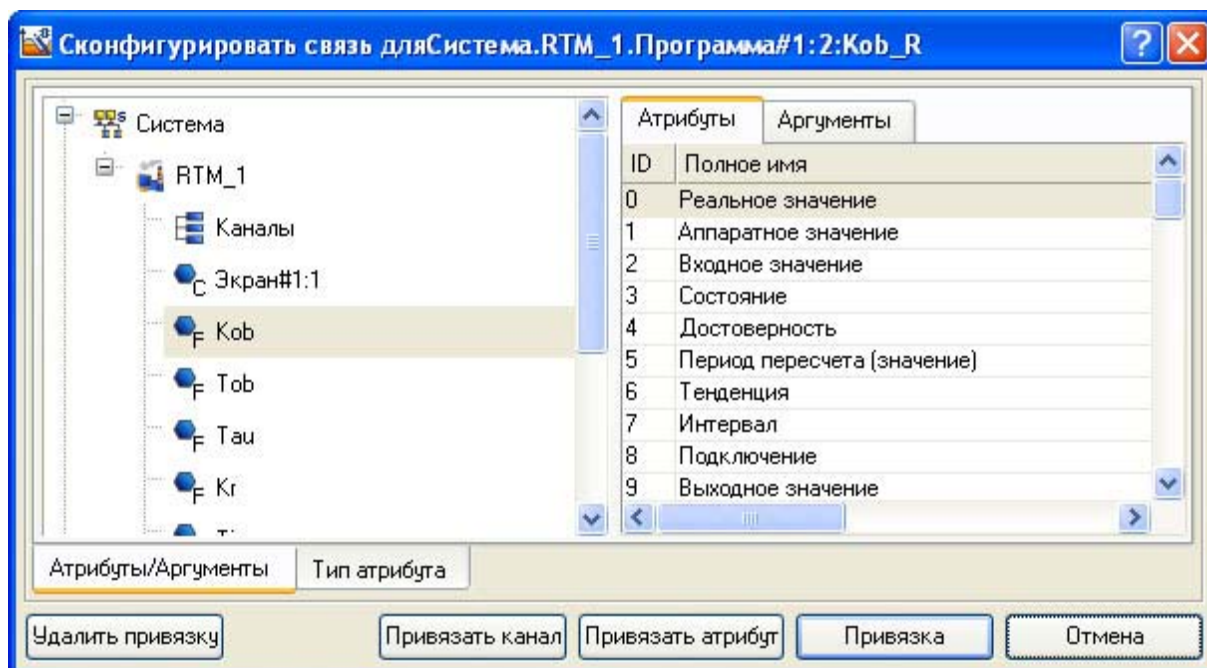 Сконфигурировать связь дляСистема.RTM_1.Программа#1:2:Kob_R
Система
RTM_1
Каналы
C Экран#1:1
F Kob
F Tob
F Tau
F Kr
Атрибуты Аргументы
ID Полное имя
0 Реальное значение
1 Аппаратное значение
2 Входное значение
3 Состояние
4 Достоверность
5 Период пересчета (значение)
6 Тенденция
7 Интервал
8 Подключение
9 Выходное значение
Атрибуты/Аргументы Тип атрибута
Удалить привязку Привязать канал Привязать атрибут Привязка Отмена